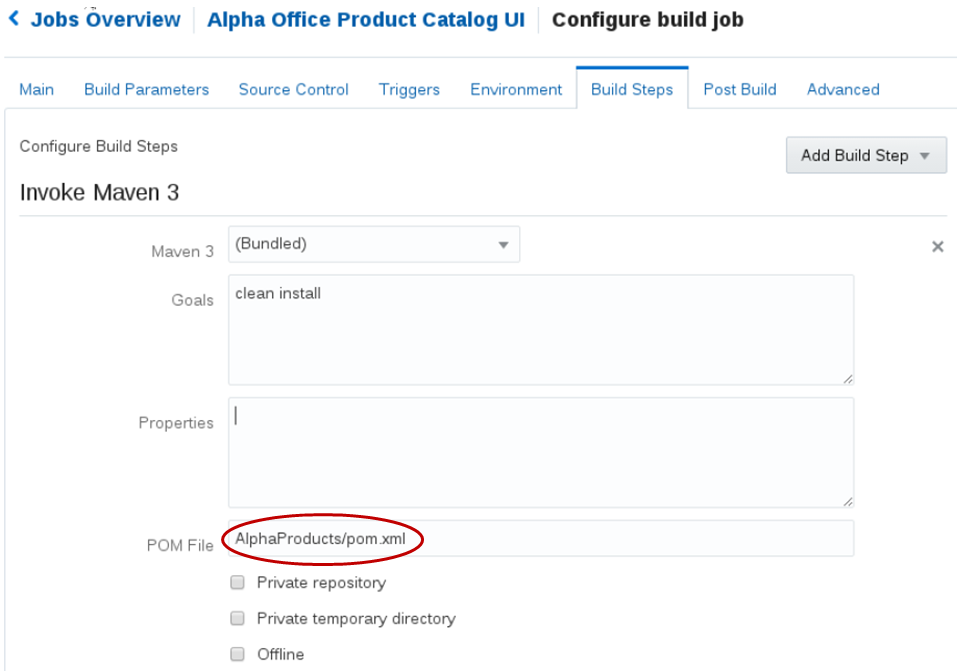 Jobs Overview Alpha Office Product Catalog UI Configure build job
Main Build Parameters Source Control Triggers Environment Build Steps Post Build Advanced
Configure Build Steps
Add Build Step
Invoke Maven 3
Maven 3 (Bundled)
Goals clean install
Properties
POM File AlphaProducts/pom.xml
Private repository
Private temporary directory
Offline